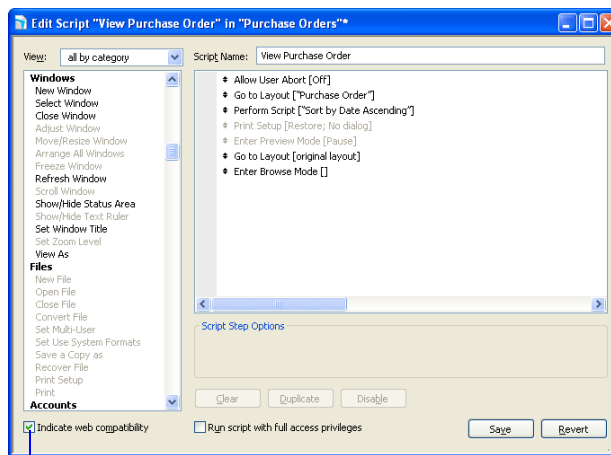 Edit Script "View Purchase Order" in "Purchase Orders"*
View: all by category
Script Name: View Purchase Order
Windows
New Window
Select Window
Close Window
Adjust Window
Move/Resize Window
Arrange All Windows
Freeze Window
Refresh Window
Scroll Window
Show/Hide Status Area
Show/Hide Text Ruler
Set Window Title
Set Zoom Level
View As
Files
New File
Open File
Close File
Convert File
Set Multi-User
Set Use System Formats
Save a Copy as
Recover File
Print Setup
Print
Accounts
Allow User Abort [Off]
Go to Layout ["Purchase Order"]
Perform Script ["Sort by Date Ascending"]
Print Setup [Restore; No dialog]
Enter Preview Mode [Pause]
Go to Layout [original layout]
Enter Browse Mode []
Script Step Options
Clear Duplicate Disable
Indicate web compatibility
Run script with full access privileges
Save Revert